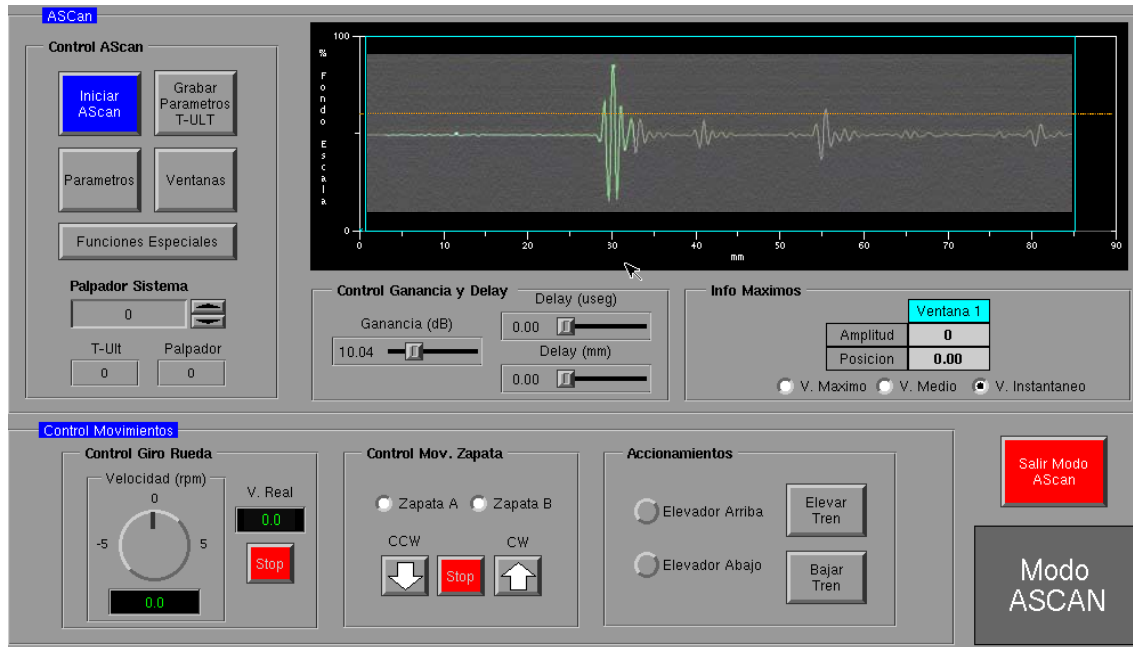 ASCan
Control AScan
Iniciar
AScan
Grabar
Parametros
T-ULT
Parametros
Ventanas
Funciones Especiales
Palpador Sistema
0
T-Ult
Palpador
0
0
% Fondo Escala
100
0
0
10
20
30
40
50
60
70
80
90
mm
Control Ganancia y Delay
Ganancia (dB)
10.04
Delay (useg)
0.00
Delay (mm)
0.00
Info Maximos
Ventana 1
Amplitud 0
Posicion 0.00
V. Maximo V. Medio V. Instantaneo
Control Movimientos
Control Giro Rueda
Velocidad (rpm)
0
-5 5
0.0
V. Real
0.0
Stop
Control Mov. Zapata
Zapata A Zapata B
CCW CW
Stop
Accionamientos
Elevador Arriba
Elevar
Tren
Elevador Abajo
Bajar
Tren
Salir Modo
AScan
Modo
ASCAN